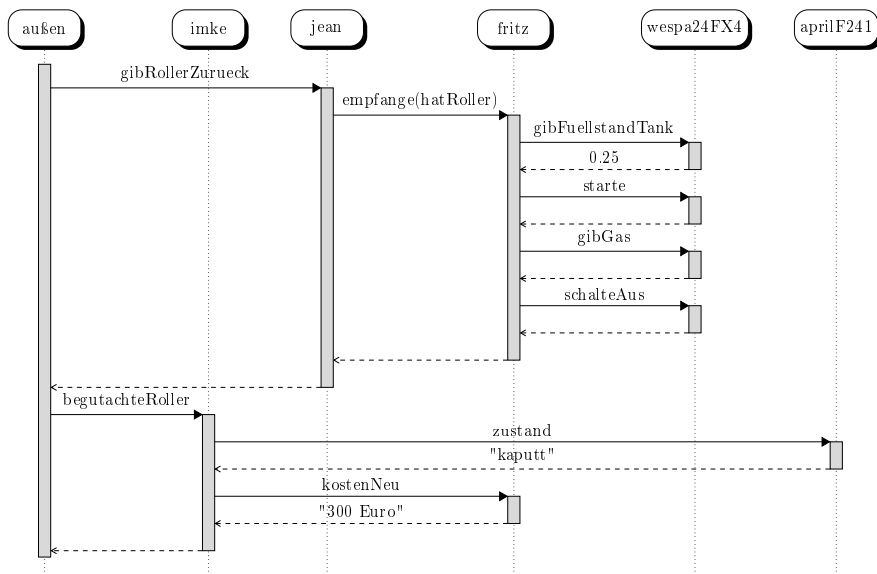 außen
imke
jean
fritz
wespa24FX4
aprilF241
gibRollerZurueck
empfange(hatRoller)
gibFuellstandTank
0.25
starte
gibGas
schalteAus
begutachteRoller
zustand
"kaputt"
kostenNeu
"300 Euro"